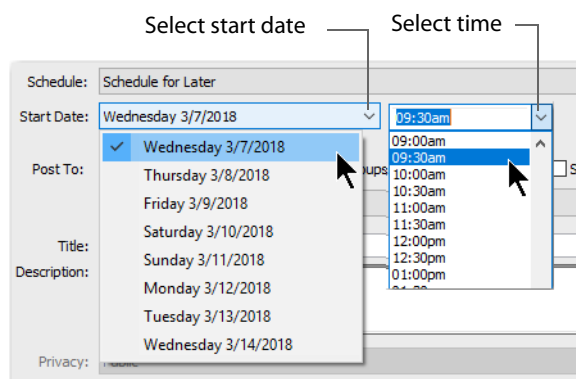 Select start date
Select time
Schedule: Schedule for Later
Start Date: Wednesday 3/7/2018 09:30am
Wednesday 3/7/2018
Thursday 3/8/2018
Friday 3/9/2018
Saturday 3/10/2018
Sunday 3/11/2018
Monday 3/12/2018
Tuesday 3/13/2018
Wednesday 3/14/2018
09:00am
09:30am
10:00am
10:30am
11:00am
11:30am
12:00pm
12:30pm
01:00pm
Post To:
Title:
Description:
Privacy: